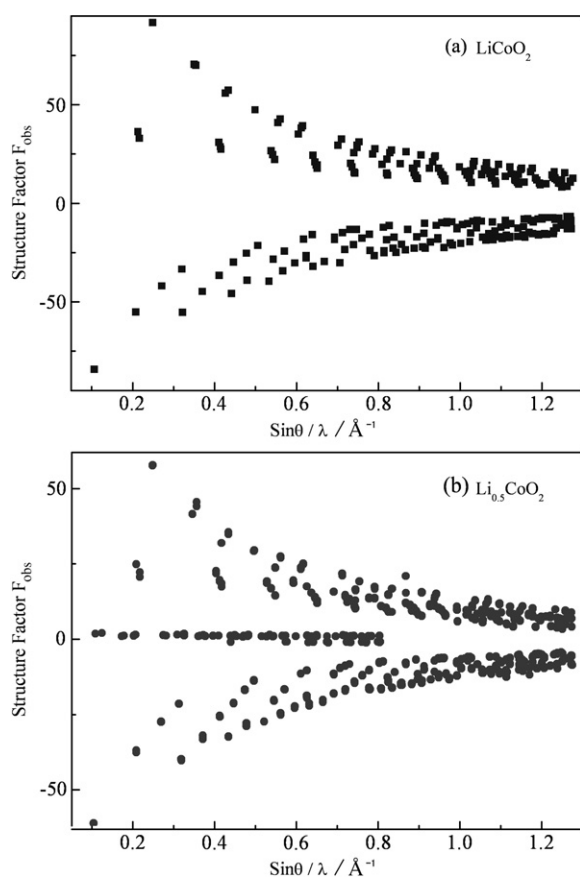 (a) LiCoO₂
Structure Factor F_obs
50
0
-50
0.2 0.4 0.6 0.8 1.0 1.2
Sinθ / λ / Å⁻¹
(b) Li₀.₅CoO₂
Structure Factor F_obs
50
0
-50
0.2 0.4 0.6 0.8 1.0 1.2
Sinθ / λ / Å⁻¹